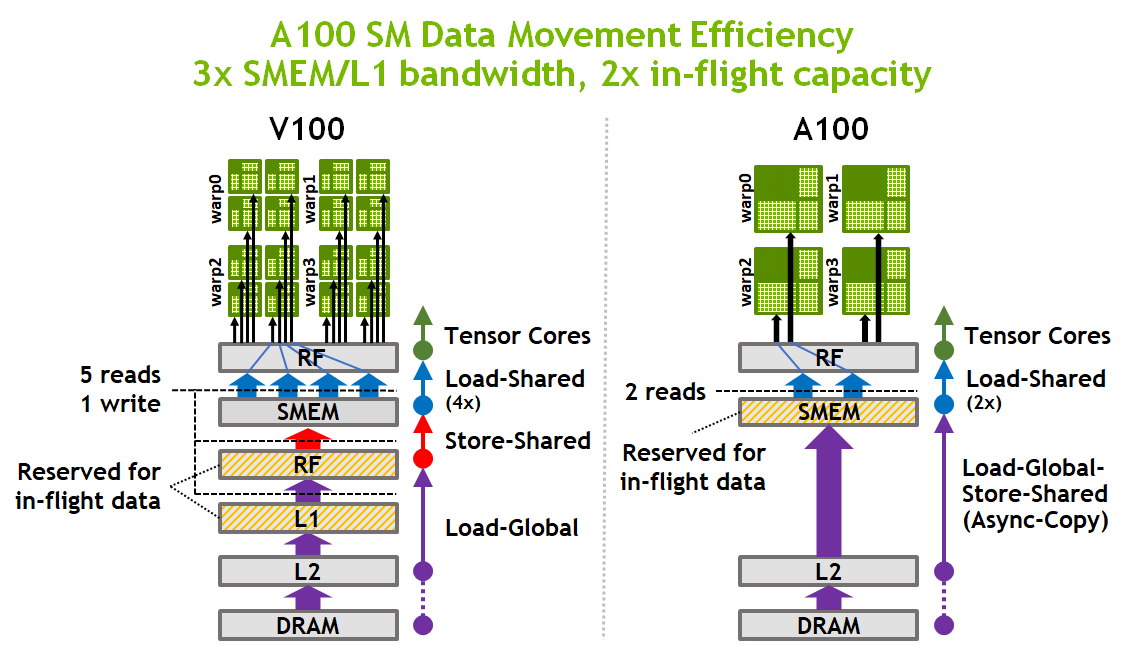 A100 SM Data Movement Efficiency
3x SMEM/L1 bandwidth, 2x in-flight capacity
V100
warp0
warp1
warp2
warp3
RF
SMEM
RF
L1
L2
DRAM
5 reads
1 write
Reserved for
in-flight data
Tensor Cores
Load-Shared
(4x)
Store-Shared
Load-Global
A100
warp0
warp1
warp2
warp3
RF
SMEM
L2
DRAM
2 reads
Reserved for
in-flight data
Tensor Cores
Load-Shared
(2x)
Load-Global-
Store-Shared
(Async-Copy)